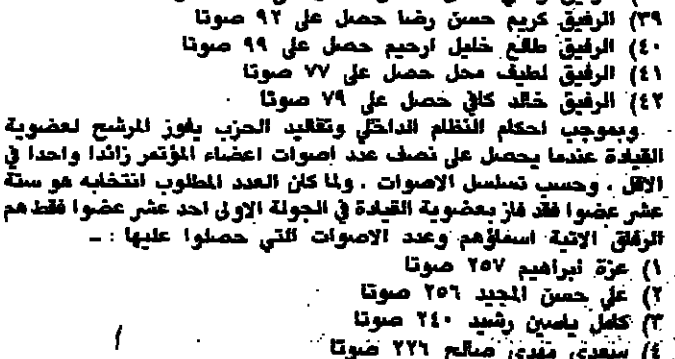 ٣٩) الرفيق كريم حسن رضا حصل على ٩٢ صوتا
٤٠) الرفيق طالع خليل ارحيم حصل على ٩٩ صوتا
٤١) الرفيق لطيف محل حصل على ٧٧ صوتا
٤٢) الرفيق خالد كافي حصل على ٧٩ صوتا
وبموجب احكام النظام الداخلي وتقاليد الحزب يفوز المرشح لعضوية
القيادة عندما يحصل على نصف عدد اصوات اعضاء المؤتمر زائدا واحدا في
الاقل . وحسب تسلسل الاصوات . ولما كان العدد المطلوب انتخابه هو ستة
عشر عضوا فقد فاز بعضوية القيادة في الجولة الاولى احد عشر عضوا فقط هم
الرفاق الاتية اسماؤهم وعدد الاصوات التي حصلوا عليها : ـ
١) عزة ابراهيم ٢٥٧ صوتا
٢) علي حسن المجيد ٢٥٦ صوتا
٣) كامل ياسين رشيد ٢٤٠ صوتا
٤) سعدي مهدي صالح ٢٢٦ صوتا